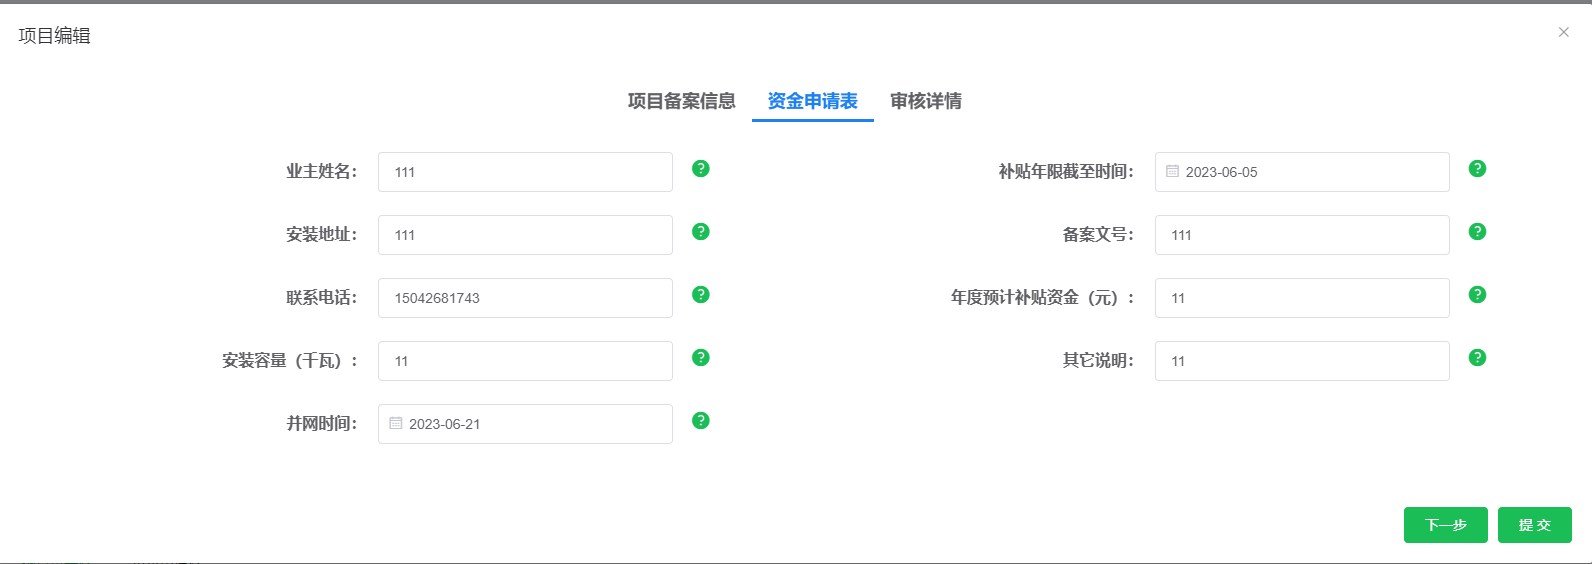 项目编辑
项目备案信息 资金申请表 审核详情
业主姓名： 111 ? 补贴年限截至时间： 2023-06-05 ?
安装地址： 111 ? 备案文号： 111 ?
联系电话： 15042681743 ? 年度预计补贴资金（元）： 11 ?
安装容量（千瓦）： 11 ? 其它说明： 11 ?
并网时间： 2023-06-21 ?
下一步 提 交